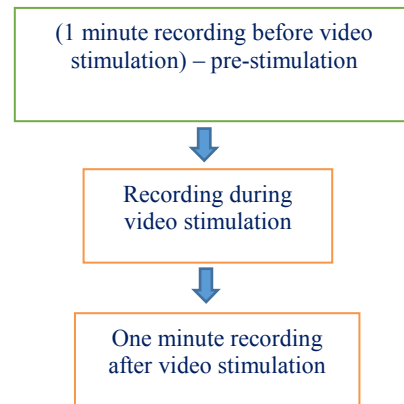 (1 minute recording before video
stimulation) – pre-stimulation
Recording during
video stimulation
One minute recording
after video stimulation